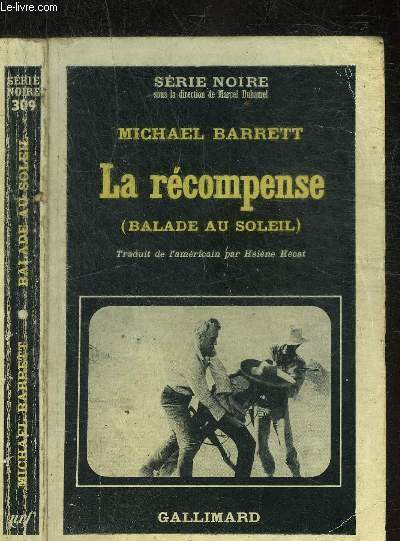 Le-livre.com
SÉRIE
NOIRE
309
BALADE AU SOLEIL
MICHAEL BARRETT
nrf
SÉRIE NOIRE
sous la direction de Marcel Duhamel
MICHAEL BARRETT
La récompense
(BALADE AU SOLEIL)
Traduit de l'américain par Hélène Hécat
GALLIMARD